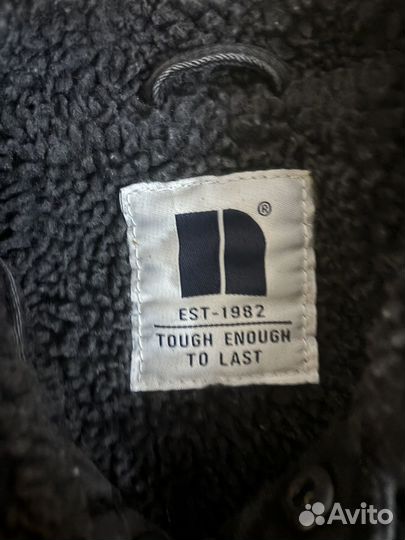 ®
EST-1982
TOUGH ENOUGH
TO LAST
Avito